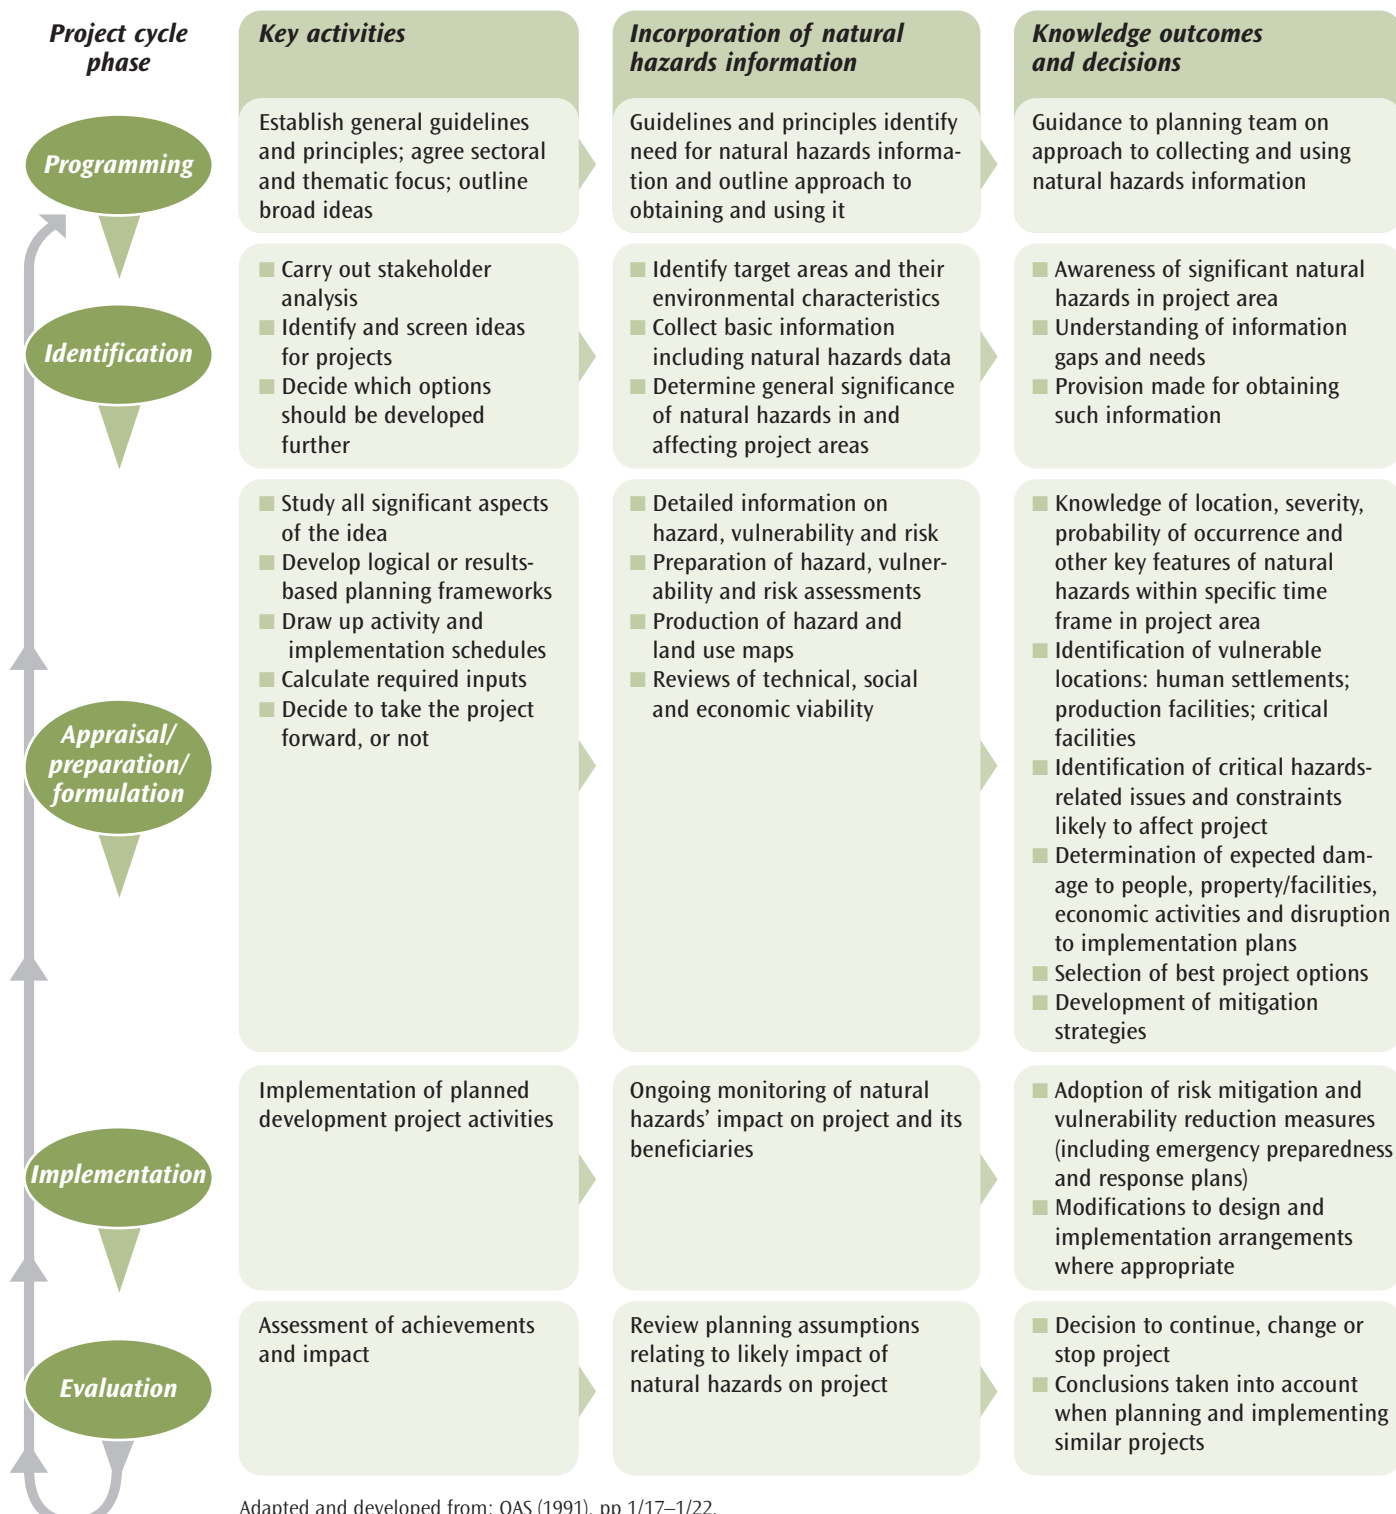 Project cycle
phase
Key activities
Incorporation of natural
hazards information
Knowledge outcomes
and decisions
Programming
Establish general guidelines
and principles; agree sectoral
and thematic focus; outline
broad ideas
Guidelines and principles identify
need for natural hazards informa-
tion and outline approach to
obtaining and using it
Guidance to planning team on
approach to collecting and using
natural hazards information
Identification
Carry out stakeholder
analysis
Identify and screen ideas
for projects
Decide which options
should be developed
further
Identify target areas and their
environmental characteristics
Collect basic information
including natural hazards data
Determine general significance
of natural hazards in and
affecting project areas
Awareness of significant natural
hazards in project area
Understanding of information
gaps and needs
Provision made for obtaining
such information
Appraisal/
preparation/
formulation
Study all significant aspects
of the idea
Develop logical or results-
based planning frameworks
Draw up activity and
implementation schedules
Calculate required inputs
Decide to take the project
forward, or not
Detailed information on
hazard, vulnerability and risk
Preparation of hazard, vulner-
ability and risk assessments
Production of hazard and
land use maps
Reviews of technical, social
and economic viability
Knowledge of location, severity,
probability of occurrence and
other key features of natural
hazards within specific time
frame in project area
Identification of vulnerable
locations: human settlements;
production facilities; critical
facilities
Identification of critical hazards-
related issues and constraints
likely to affect project
Determination of expected dam-
age to people, property/facilities,
economic activities and disruption
to implementation plans
Selection of best project options
Development of mitigation
strategies
Implementation
Implementation of planned
development project activities
Ongoing monitoring of natural
hazards’ impact on project and its
beneficiaries
Adoption of risk mitigation and
vulnerability reduction measures
(including emergency preparedness
and response plans)
Modifications to design and
implementation arrangements
where appropriate
Evaluation
Assessment of achievements
and impact
Review planning assumptions
relating to likely impact of
natural hazards on project
Decision to continue, change or
stop project
Conclusions taken into account
when planning and implementing
similar projects
Adapted and developed from: OAS (1991), pp 1/17–1/22.